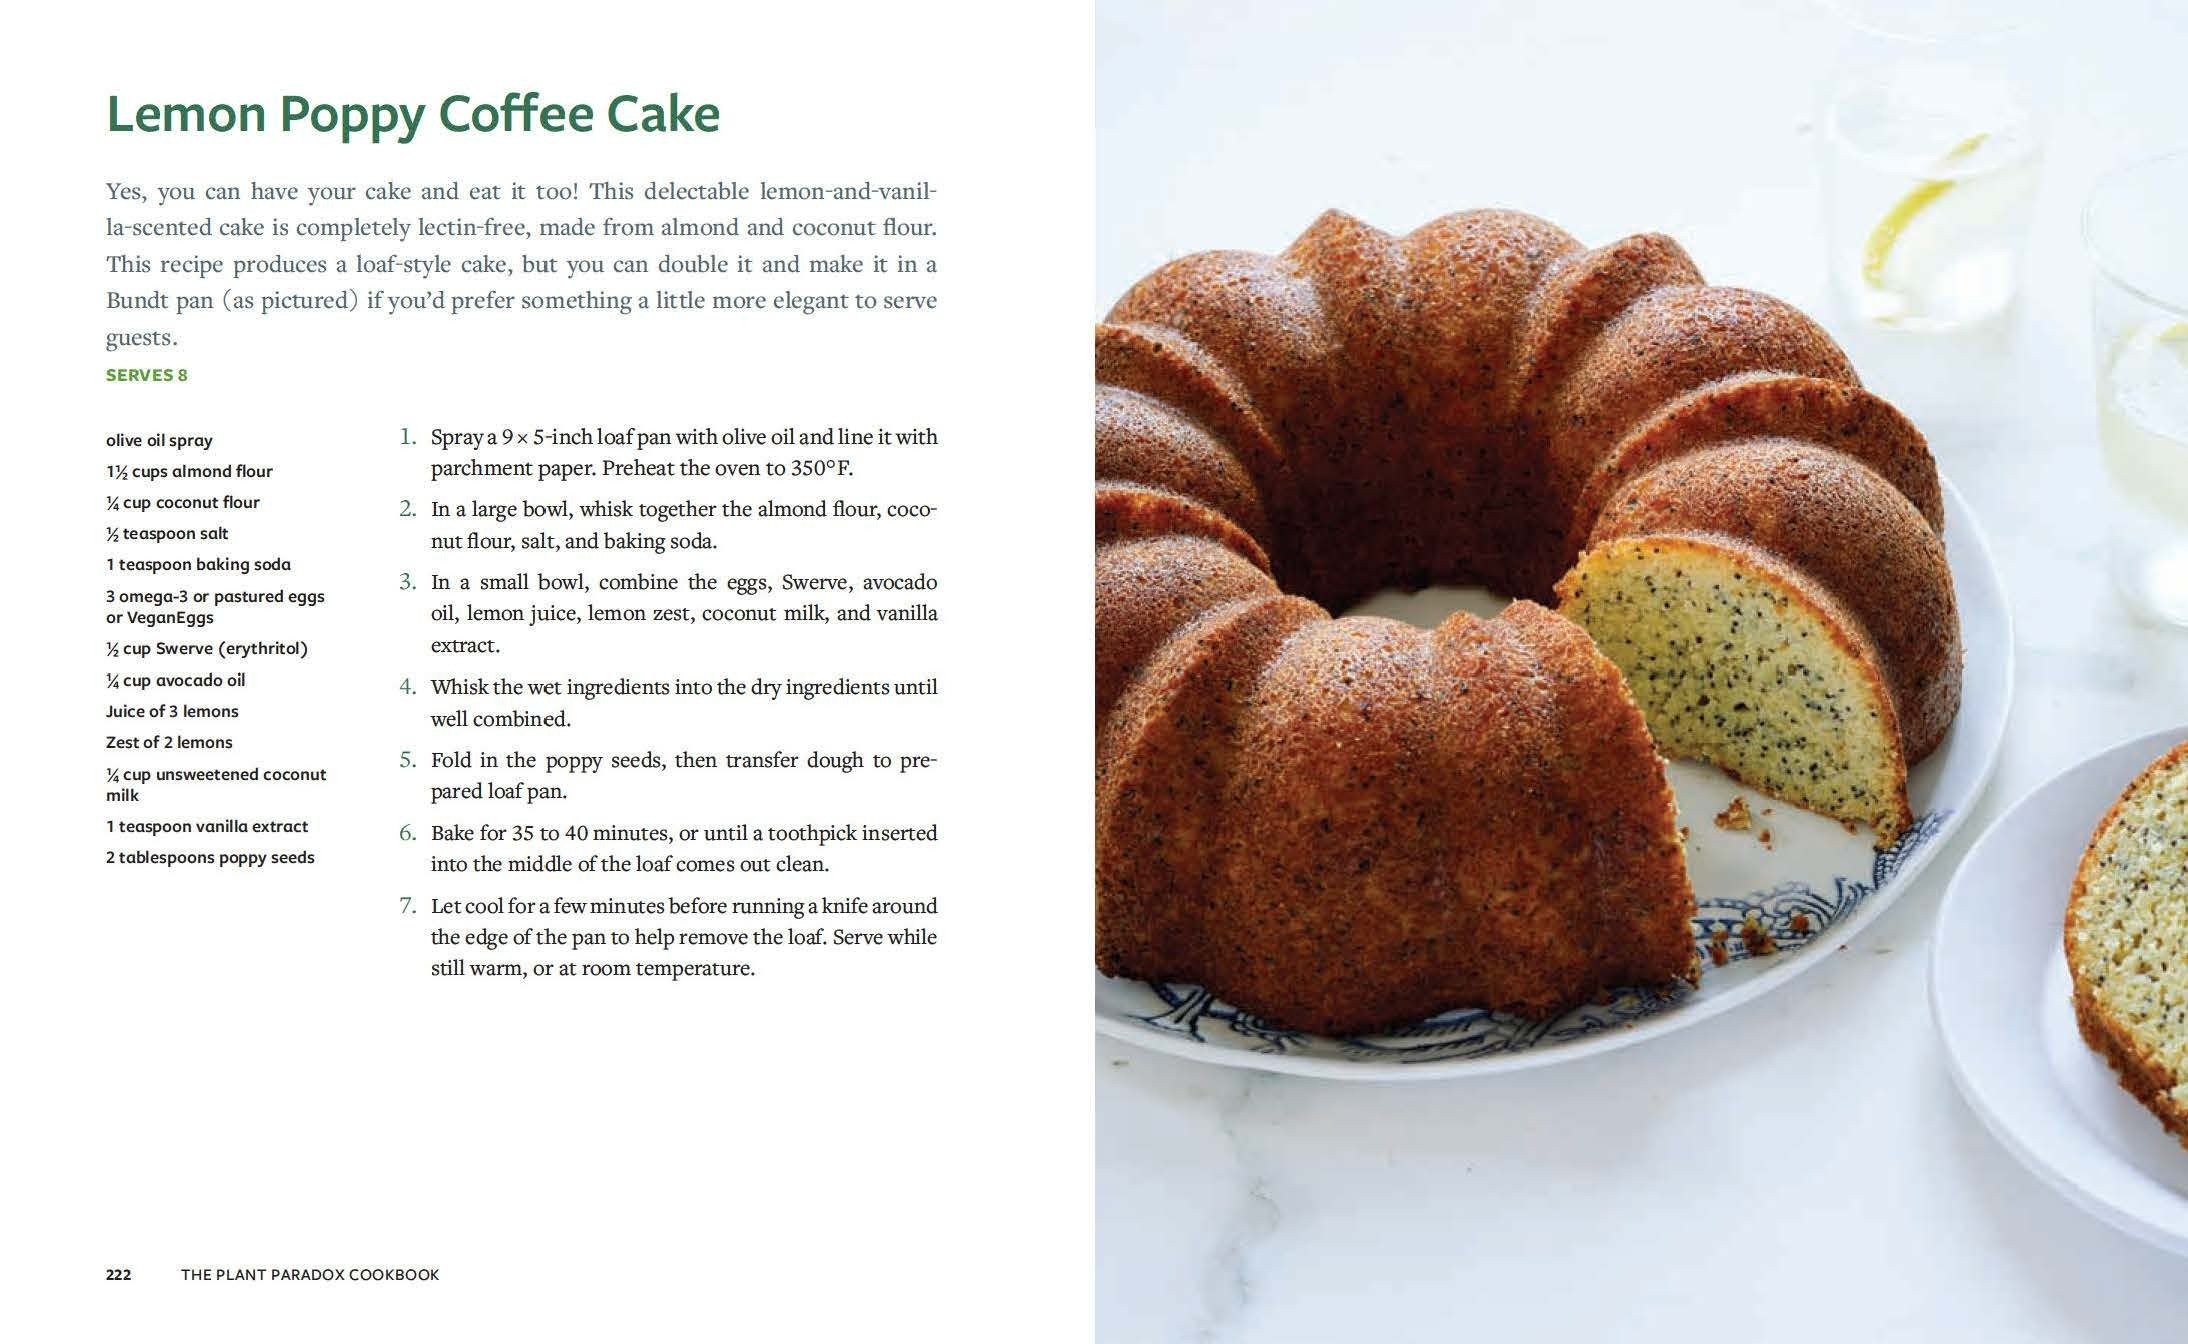 Lemon Poppy Coffee Cake
Yes, you can have your cake and eat it too! This delectable lemon-and-vanil-
la-scented cake is completely lectin-free, made from almond and coconut flour.
This recipe produces a loaf-style cake, but you can double it and make it in a
Bundt pan (as pictured) if you’d prefer something a little more elegant to serve
guests.
SERVES 8
olive oil spray
1½ cups almond flour
¼ cup coconut flour
½ teaspoon salt
1 teaspoon baking soda
3 omega-3 or pastured eggs
or VeganEggs
½ cup Swerve (erythritol)
¼ cup avocado oil
Juice of 3 lemons
Zest of 2 lemons
¼ cup unsweetened coconut
milk
1 teaspoon vanilla extract
2 tablespoons poppy seeds
1. Spray a 9 × 5-inch loaf pan with olive oil and line it with
parchment paper. Preheat the oven to 350°F.
2. In a large bowl, whisk together the almond flour, coco-
nut flour, salt, and baking soda.
3. In a small bowl, combine the eggs, Swerve, avocado
oil, lemon juice, lemon zest, coconut milk, and vanilla
extract.
4. Whisk the wet ingredients into the dry ingredients until
well combined.
5. Fold in the poppy seeds, then transfer dough to pre-
pared loaf pan.
6. Bake for 35 to 40 minutes, or until a toothpick inserted
into the middle of the loaf comes out clean.
7. Let cool for a few minutes before running a knife around
the edge of the pan to help remove the loaf. Serve while
still warm, or at room temperature.
222 THE PLANT PARADOX COOKBOOK